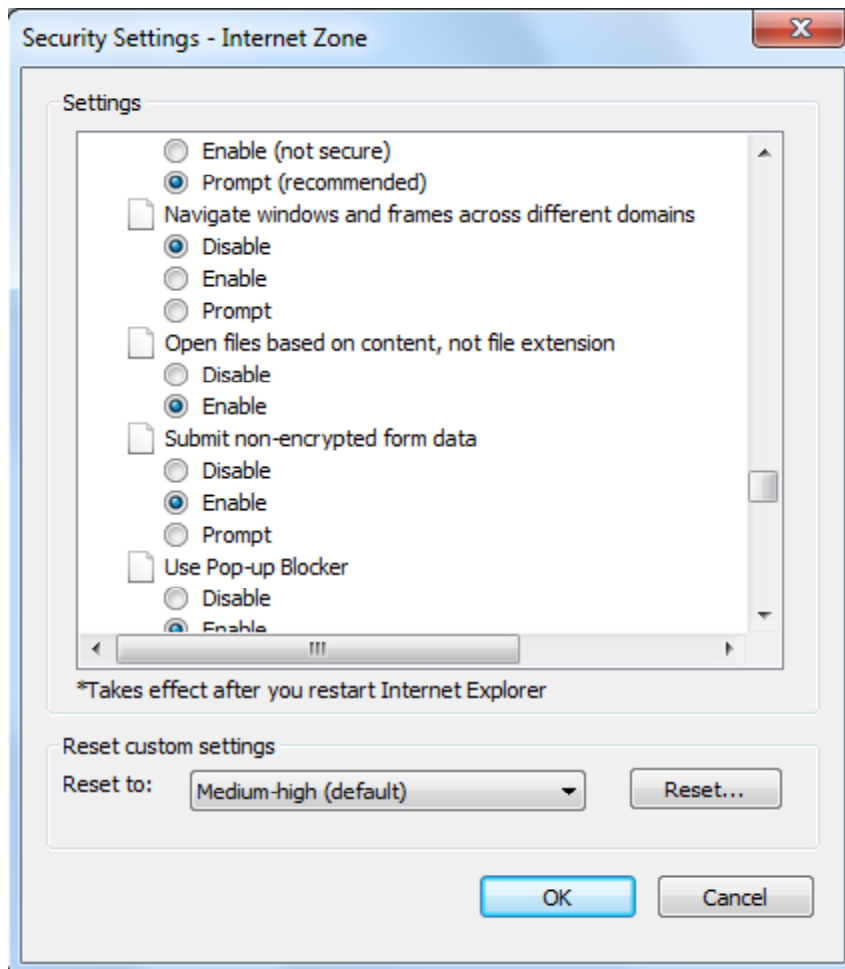 Security Settings - Internet Zone
Settings
Enable (not secure)
Prompt (recommended)
Navigate windows and frames across different domains
Disable
Enable
Prompt
Open files based on content, not file extension
Disable
Enable
Submit non-encrypted form data
Disable
Enable
Prompt
Use Pop-up Blocker
Disable
Enable
*Takes effect after you restart Internet Explorer
Reset custom settings
Reset to:
Medium-high (default)
Reset...
OK
Cancel